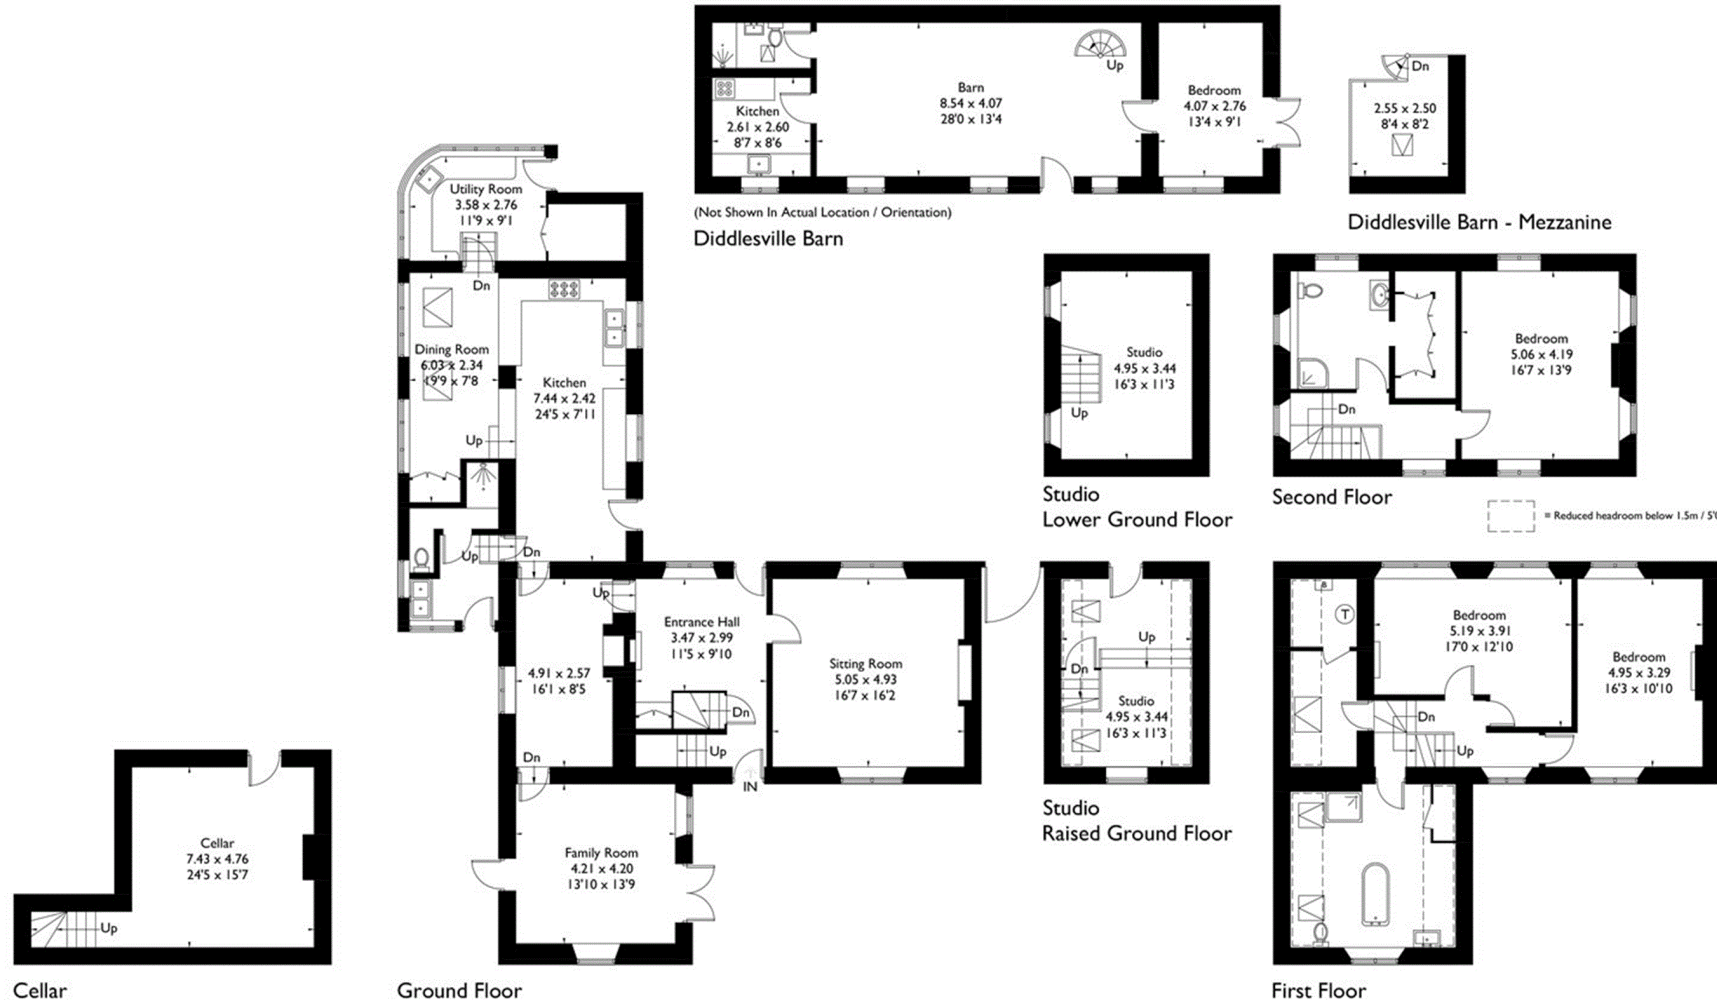 Up
Barn
8.54 x 4.07
28'0 x 13'4
Bedroom
4.07 x 2.76
13'4 x 9'1
Kitchen
2.61 x 2.60
8'7 x 8'6
(Not Shown In Actual Location / Orientation)
Diddlesville Barn
Dn
2.55 x 2.50
8'4 x 8'2
Diddlesville Barn - Mezzanine
Utility Room
3.58 x 2.76
11'9 x 9'1
Dn
Dining Room
6.03 x 2.34
19'9 x 7'8
Kitchen
7.44 x 2.42
24'5 x 7'11
Up
Up
Dn
Up
Entrance Hall
3.47 x 2.99
11'5 x 9'10
4.91 x 2.57
16'1 x 8'5
Sitting Room
5.05 x 4.93
16'7 x 16'2
Dn
Up
Dn
IN
Family Room
4.21 x 4.20
13'10 x 13'9
Ground Floor
Cellar
7.43 x 4.76
24'5 x 15'7
Up
Cellar
Studio
4.95 x 3.44
16'3 x 11'3
Up
Studio
Lower Ground Floor
Up
Dn
Studio
4.95 x 3.44
16'3 x 11'3
Studio
Raised Ground Floor
Bedroom
5.06 x 4.19
16'7 x 13'9
Dn
Second Floor
= Reduced headroom below 1.5m / 5'0
T
Bedroom
5.19 x 3.91
17'0 x 12'10
Bedroom
4.95 x 3.29
16'3 x 10'10
Dn
Up
First Floor